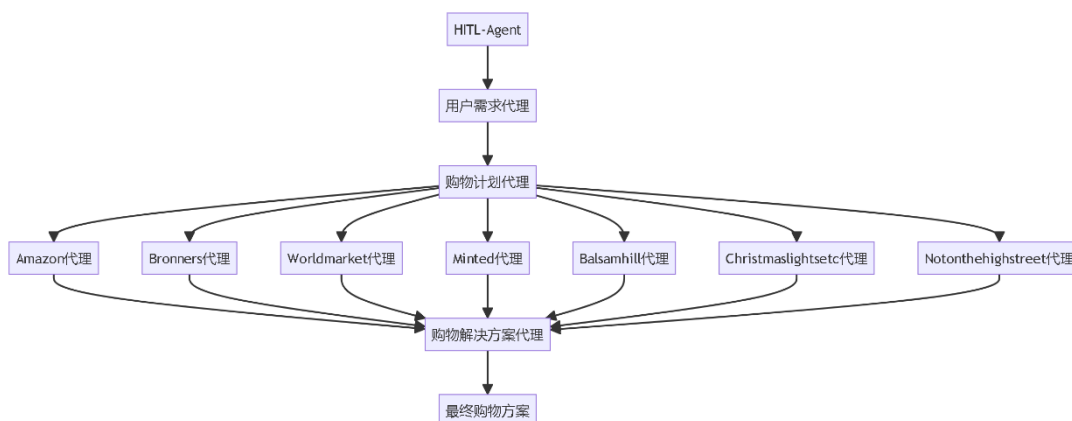 HITL-Agent
用户需求代理
购物计划代理
Amazon代理
Bronners代理
Worldmarket代理
Minted代理
Balsamhill代理
Christmaslightsetc代理
Notonthehighstreet代理
购物解决方案代理
最终购物方案